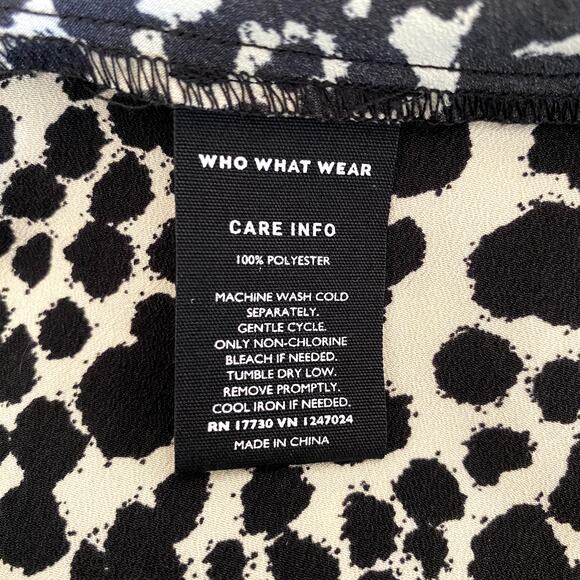 WHO WHAT WEAR
CARE INFO
100% POLYESTER
MACHINE WASH COLD
SEPARATELY.
GENTLE CYCLE.
ONLY NON-CHLORINE
BLEACH IF NEEDED.
TUMBLE DRY LOW.
REMOVE PROMPTLY.
COOL IRON IF NEEDED.
RN 17730 VN 1247024
MADE IN CHINA